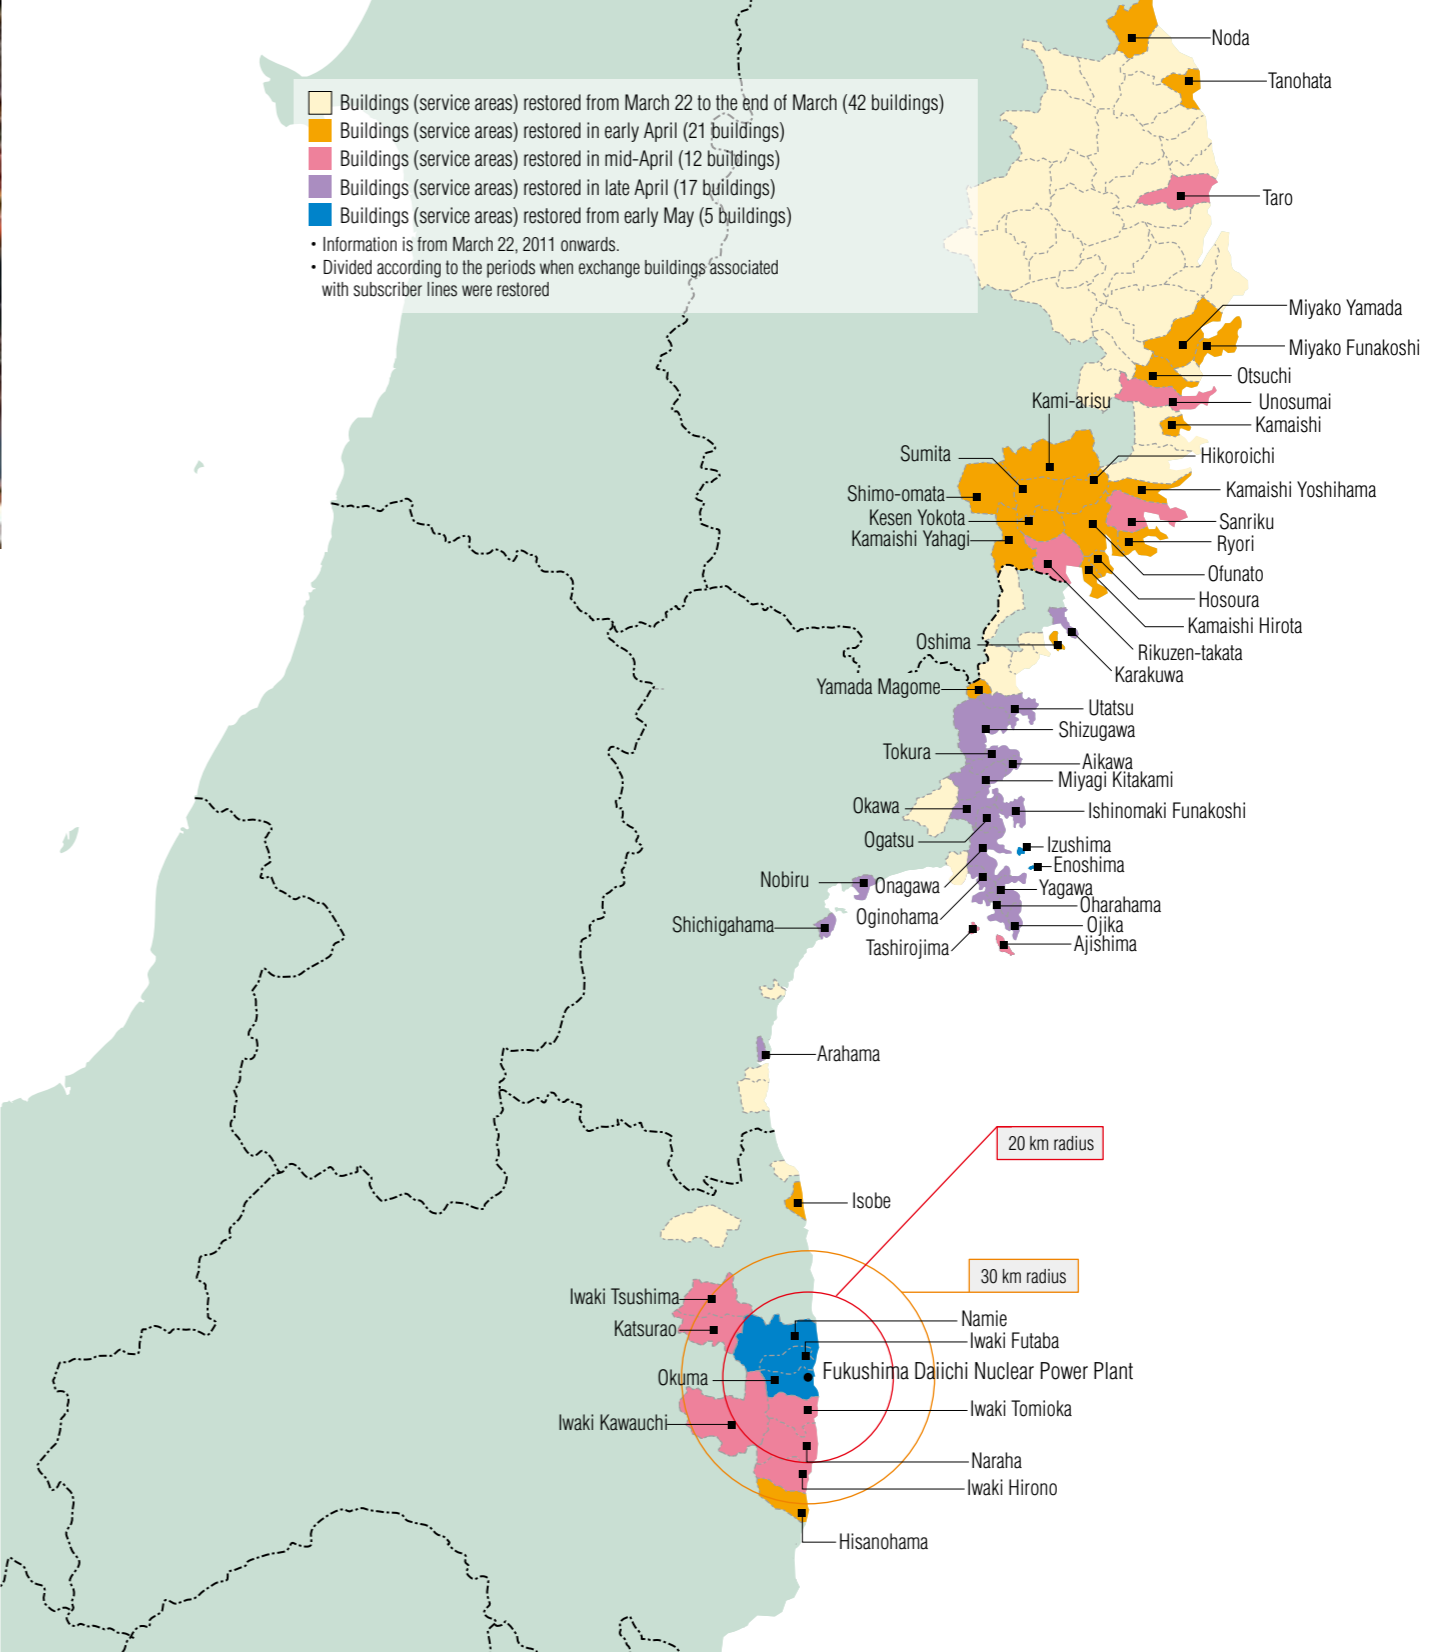 Noda
Tanohata
Buildings (service areas) restored from March 22 to the end of March (42 buildings)
Buildings (service areas) restored in early April (21 buildings)
Buildings (service areas) restored in mid-April (12 buildings)
Buildings (service areas) restored in late April (17 buildings)
Buildings (service areas) restored from early May (5 buildings)
• Information is from March 22, 2011 onwards.
• Divided according to the periods when exchange buildings associated
with subscriber lines were restored
Taro
Miyako Yamada
Miyako Funakoshi
Otsuchi
Unosumai
Kami-arisu
Kamaishi
Sumita
Hikoroichi
Shimo-omata
Kamaishi Yoshihama
Kesen Yokota
Sanriku
Kamaishi Yahagi
Ryori
Ofunato
Hosoura
Kamaishi Hirota
Oshima
Rikuzen-takata
Karakuwa
Yamada Magome
Utatsu
Shizugawa
Tokura
Aikawa
Miyagi Kitakami
Okawa
Ishinomaki Funakoshi
Ogatsu
Izushima
Enoshima
Nobiru
Onagawa
Yagawa
Oharahama
Oginohama
Shichigahama
Ojika
Tashirojima
Ajishima
Arahama
20 km radius
Isobe
30 km radius
Iwaki Tsushima
Namie
Katsurao
Iwaki Futaba
Fukushima Daiichi Nuclear Power Plant
Okuma
Iwaki Tomioka
Iwaki Kawauchi
Naraha
Iwaki Hirono
Hisanohama